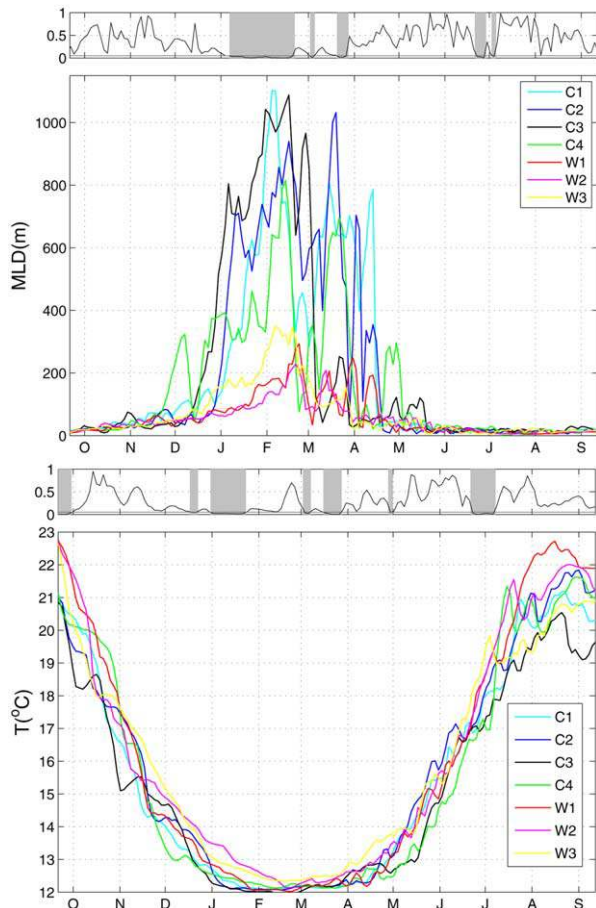 1
0.5
0
1000
800
600
400
200
0
MLD(m)
C1
C2
C3
C4
W1
W2
W3
O N D J F M A M J J A S
1
0.5
0
23
22
21
20
19
18
17
16
15
14
13
12
T(°C)
C1
C2
C3
C4
W1
W2
W3
O N D J F M A M J J A S